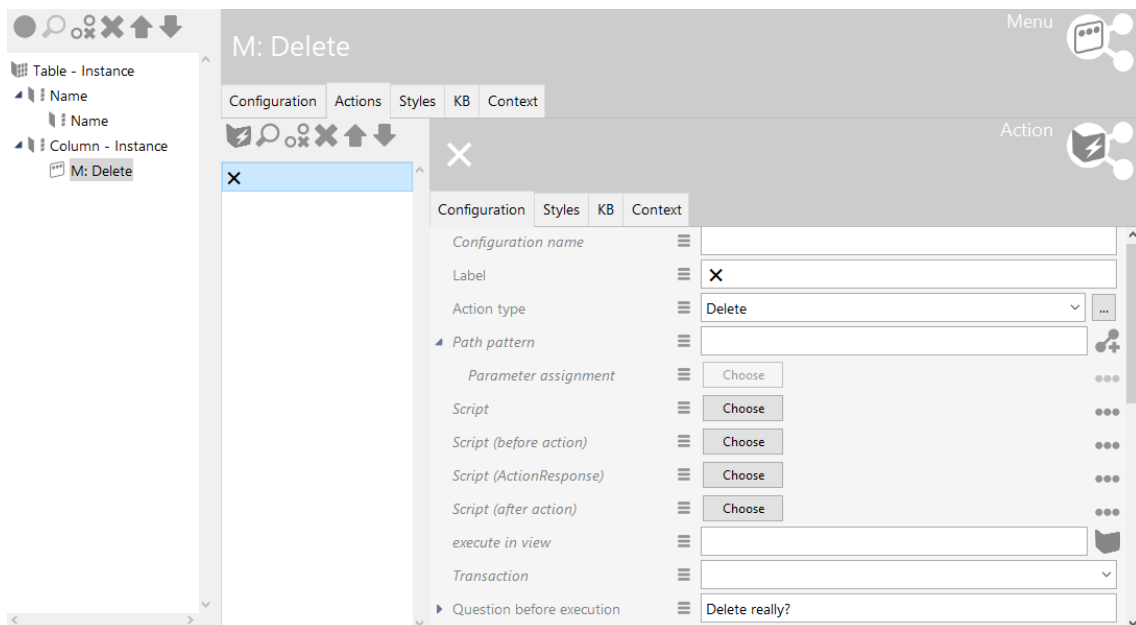 Menu
M: Delete
Table - Instance
Name
Name
Column - Instance
M: Delete
Configuration Actions Styles KB Context
Action
Configuration Styles KB Context
Configuration name
Label
Action type Delete ...
Path pattern
Parameter assignment Choose
Script Choose
Script (before action) Choose
Script (ActionResponse) Choose
Script (after action) Choose
execute in view
Transaction
Question before execution Delete really?